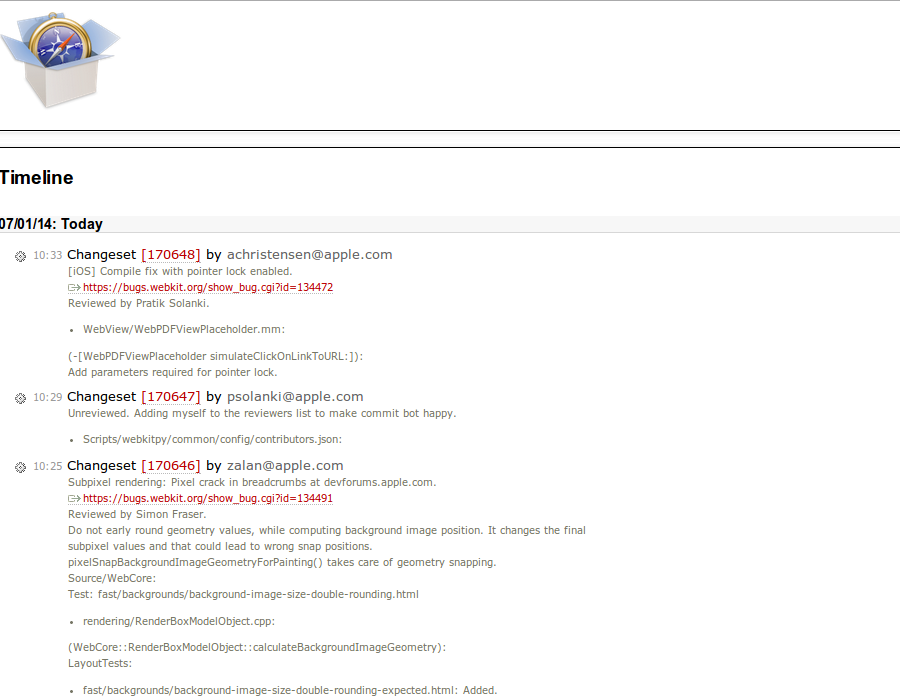 Timeline
07/01/14: Today
10:33 Changeset [170648] by achristensen@apple.com
[iOS] Compile fix with pointer lock enabled.
https://bugs.webkit.org/show_bug.cgi?id=134472
Reviewed by Pratik Solanki.
• WebView/WebPDFViewPlaceholder.mm:
(-[WebPDFViewPlaceholder simulateClickOnLinkToURL:]):
Add parameters required for pointer lock.
10:29 Changeset [170647] by psolanki@apple.com
Unreviewed. Adding myself to the reviewers list to make commit bot happy.
• Scripts/webkitpy/common/config/contributors.json:
10:25 Changeset [170646] by zalan@apple.com
Subpixel rendering: Pixel crack in breadcrumbs at devforums.apple.com.
https://bugs.webkit.org/show_bug.cgi?id=134491
Reviewed by Simon Fraser.
Do not early round geometry values, while computing background image position. It changes the final
subpixel values and that could lead to wrong snap positions.
pixelSnapBackgroundImageGeometryForPainting() takes care of geometry snapping.
Source/WebCore:
Test: fast/backgrounds/background-image-size-double-rounding.html
• rendering/RenderBoxModelObject.cpp:
(WebCore::RenderBoxModelObject::calculateBackgroundImageGeometry):
LayoutTests:
• fast/backgrounds/background-image-size-double-rounding-expected.html: Added.